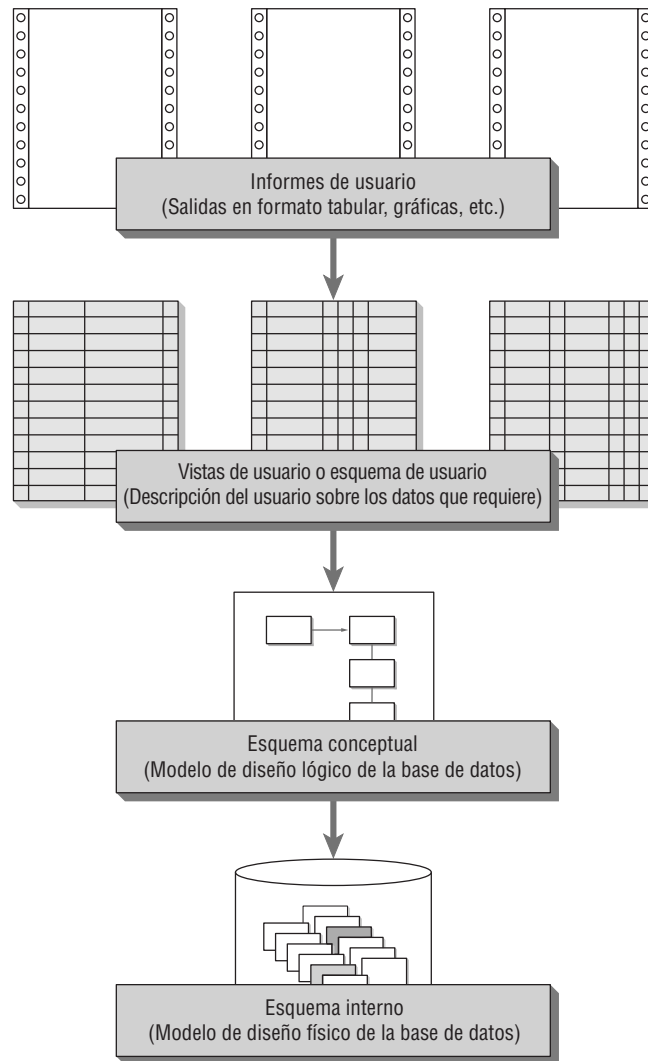 Informes de usuario
(Salidas en formato tabular, gráficas, etc.)
Vistas de usuario o esquema de usuario
(Descripción del usuario sobre los datos que requiere)
Esquema conceptual
(Modelo de diseño lógico de la base de datos)
Esquema interno
(Modelo de diseño físico de la base de datos)